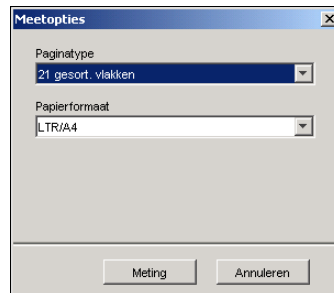 Meetopties
Paginatype
21 gesort. vlakken
Papierformaat
LTR/A4
Meting
Annuleren